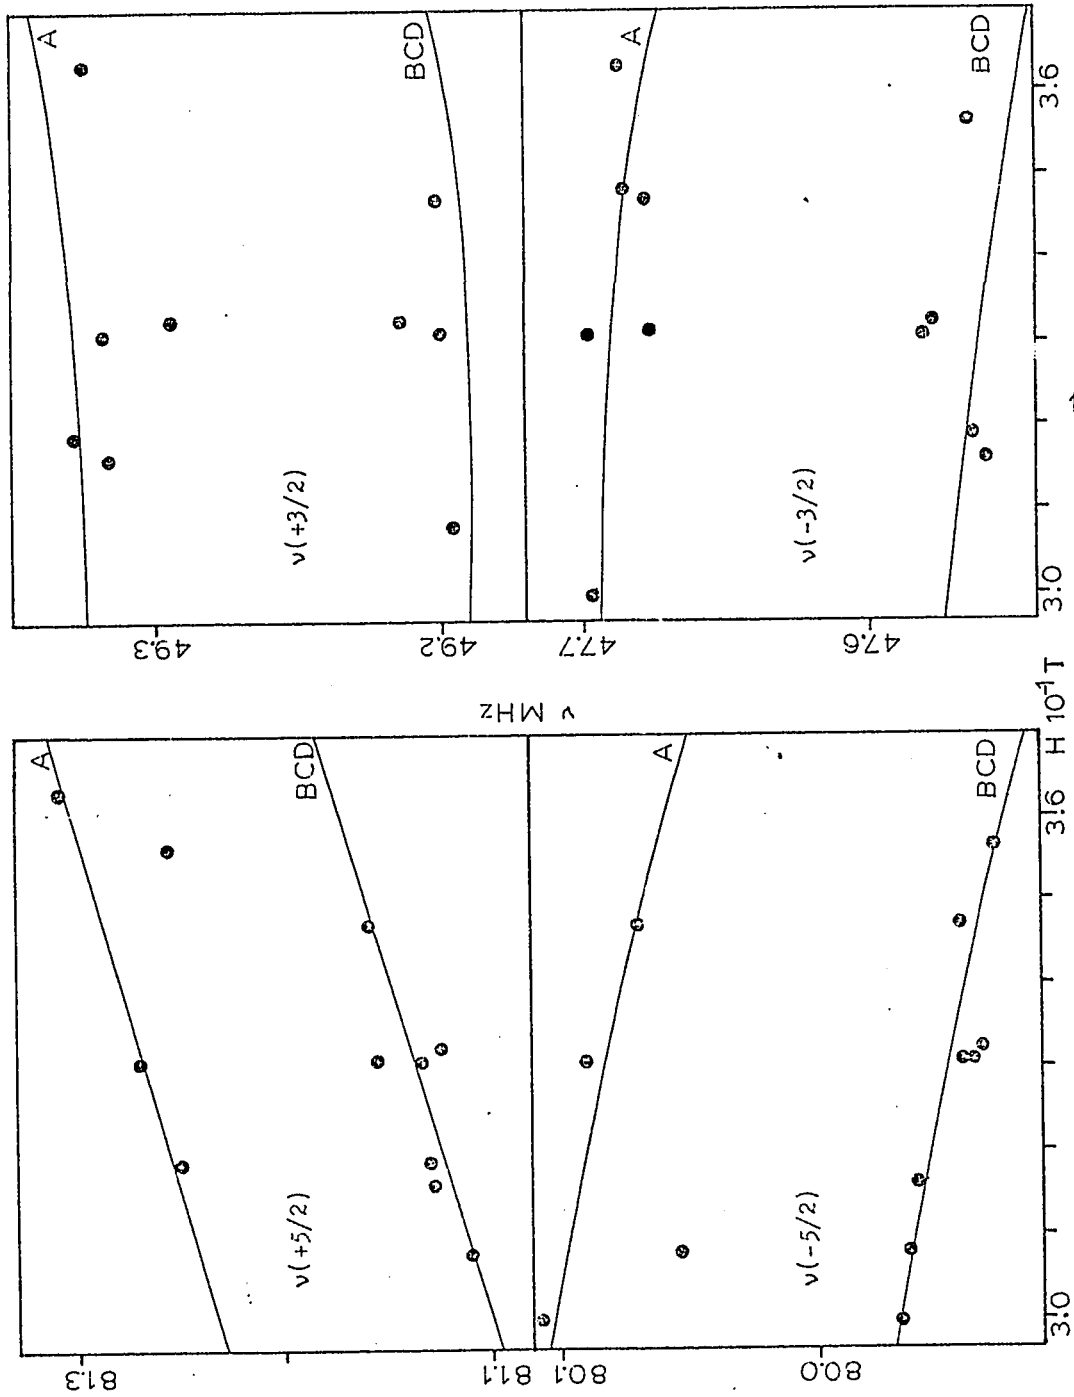 A
BCD
ν(+5/2)
81.3
81.1
A
BCD
ν(-5/2)
80.1
80.0
3.0
3.6
H 10⁻¹ T
ν MHz
A
BCD
ν(+3/2)
49.3
49.2
A
BCD
ν(-3/2)
47.7
47.6
3.0
3.6